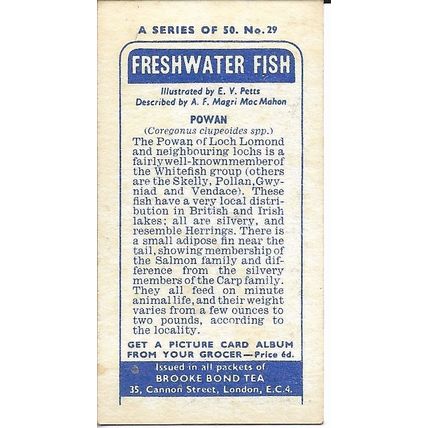 A SERIES OF 50. No. 29
FRESHWATER FISH
Illustrated by E. V. Petts
Described by A. F. Magri MacMahon
POWAN
(Coregonus clupeoides spp.)
The Powan of Loch Lomond
and neighbouring lochs is a
fairly well-known member of
the Whitefish group (others
are the Skelly, Pollan, Gwy-
niad and Vendace). These
fish have a very local distri-
bution in British and Irish
lakes; all are silvery, and
resemble Herrings. There is
a small adipose fin near the
tail, showing membership of
the Salmon family and dif-
ference from the silvery
members of the Carp family.
They all feed on minute
animal life, and their weight
varies from a few ounces to
two pounds, according to
the locality.
GET A PICTURE CARD ALBUM
FROM YOUR GROCER—Price 6d.
Issued in all packets of
BROOKE BOND TEA
35, Cannon Street, London, E.C.4.